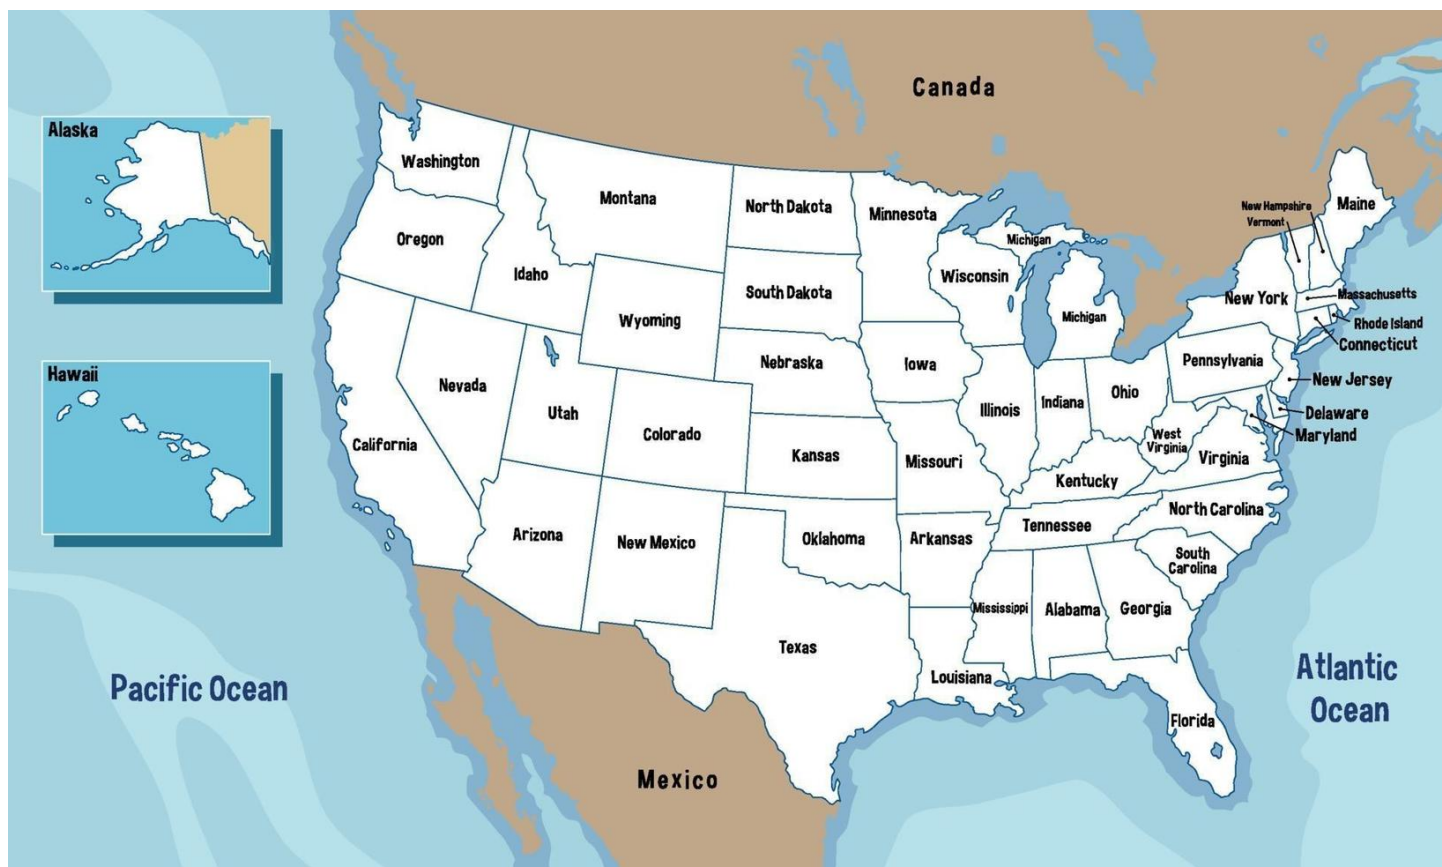 Canada
Alaska
Washington
Montana
North Dakota
Minnesota
Michigan
New Hampshire
Vermont
Maine
Oregon
Idaho
Wisconsin
South Dakota
Wyoming
Michigan
New York
Massachusetts
Rhode Island
Connecticut
Hawaii
Nevada
Utah
Nebraska
Iowa
Illinois
Indiana
Ohio
Pennsylvania
New Jersey
Delaware
Maryland
California
Colorado
Kansas
Missouri
Kentucky
West
Virginia
Virginia
Arizona
New Mexico
Oklahoma
Arkansas
Tennessee
North Carolina
South
Carolina
Mississippi
Alabama
Georgia
Texas
Louisiana
Florida
Pacific Ocean
Atlantic
Ocean
Mexico